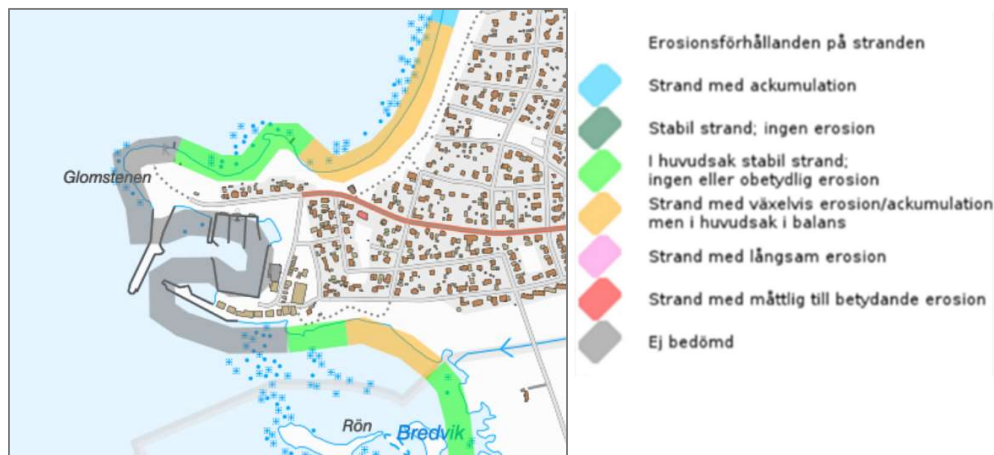 Glomstenen
Rön
Bredvik
Erosionsförhållanden på stranden
Strand med ackumulation
Stabil strand; ingen erosion
I huvudsak stabil strand;
ingen eller obetydlig erosion
Strand med växelvis erosion/ackumulation
men i huvudsak i balans
Strand med långsam erosion
Strand med måttlig till betydande erosion
Ej bedömd